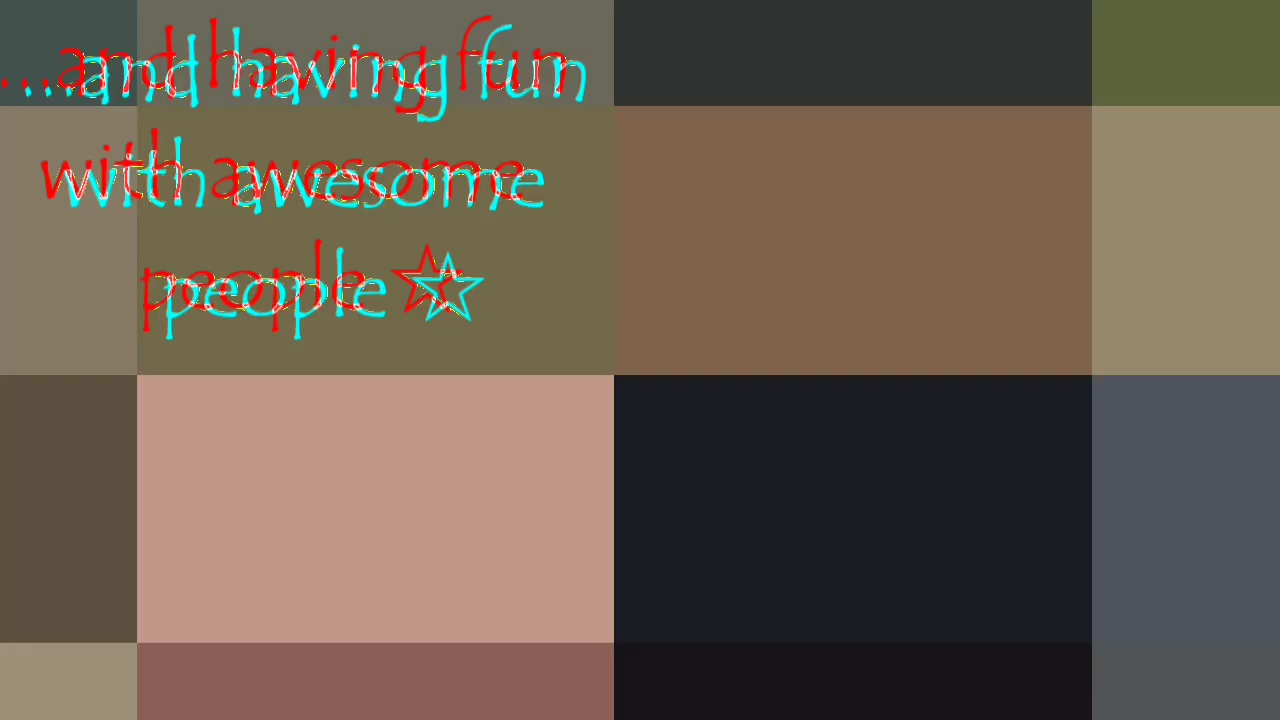 ...and having fun
with awesome
people ☆